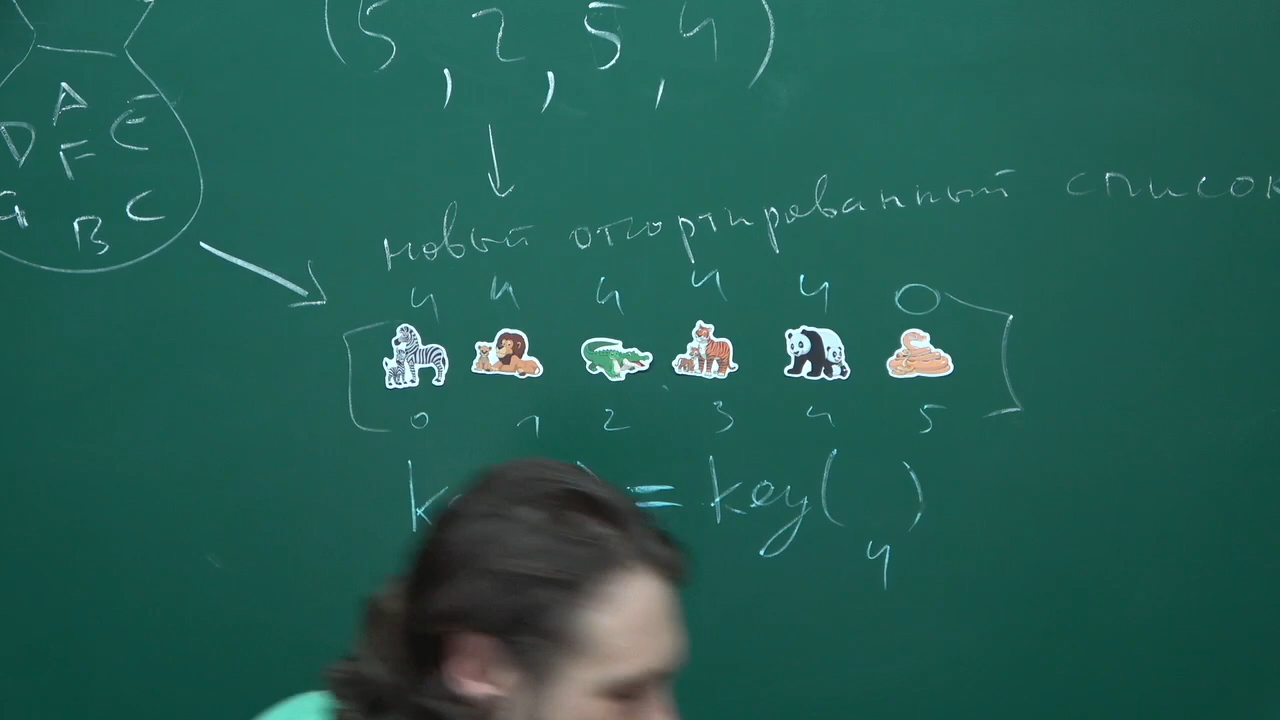 (5, 2, 5, 4)
A
D E
F
G C
B
новый отсортированный список
4 4 4 4 4 0
[ ]
0 1 2 3 4 5
= key( )
4